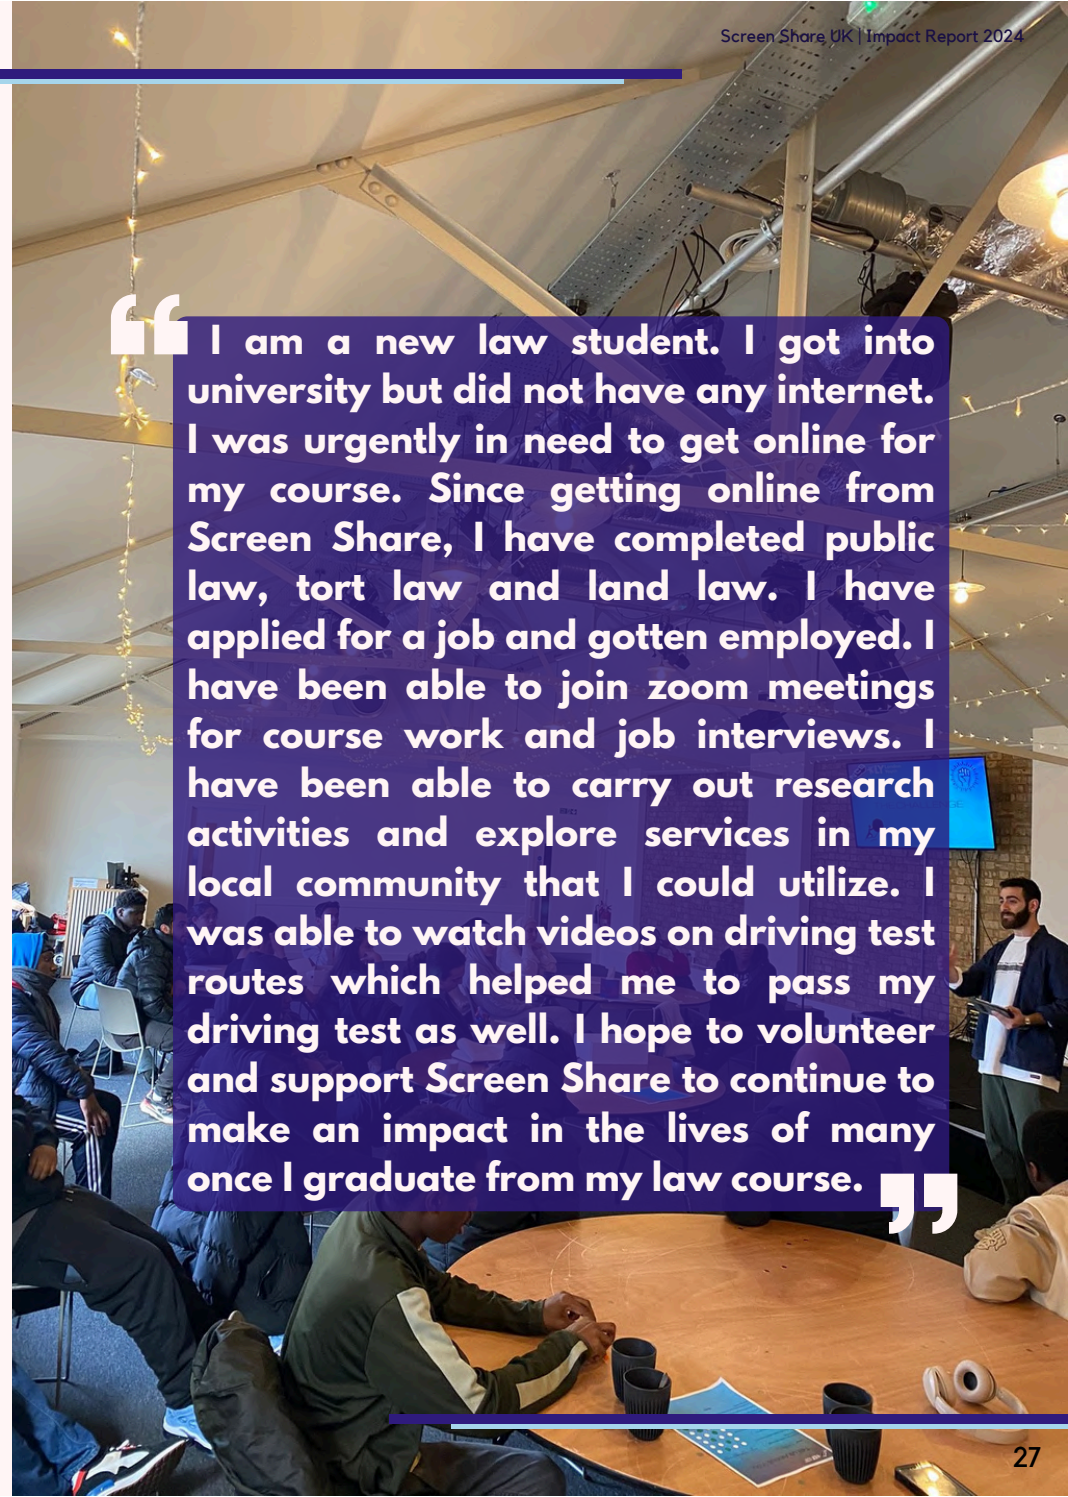 Screen Share UK | Impact Report 2024
“ I am a new law student. I got into
university but did not have any internet.
I was urgently in need to get online for
my course. Since getting online from
Screen Share, I have completed public
law, tort law and land law. I have
applied for a job and gotten employed. I
have been able to join zoom meetings
for course work and job interviews. I
have been able to carry out research
activities and explore services in my
local community that I could utilize. I
was able to watch videos on driving test
routes which helped me to pass my
driving test as well. I hope to volunteer
and support Screen Share to continue to
make an impact in the lives of many
once I graduate from my law course. ”
27